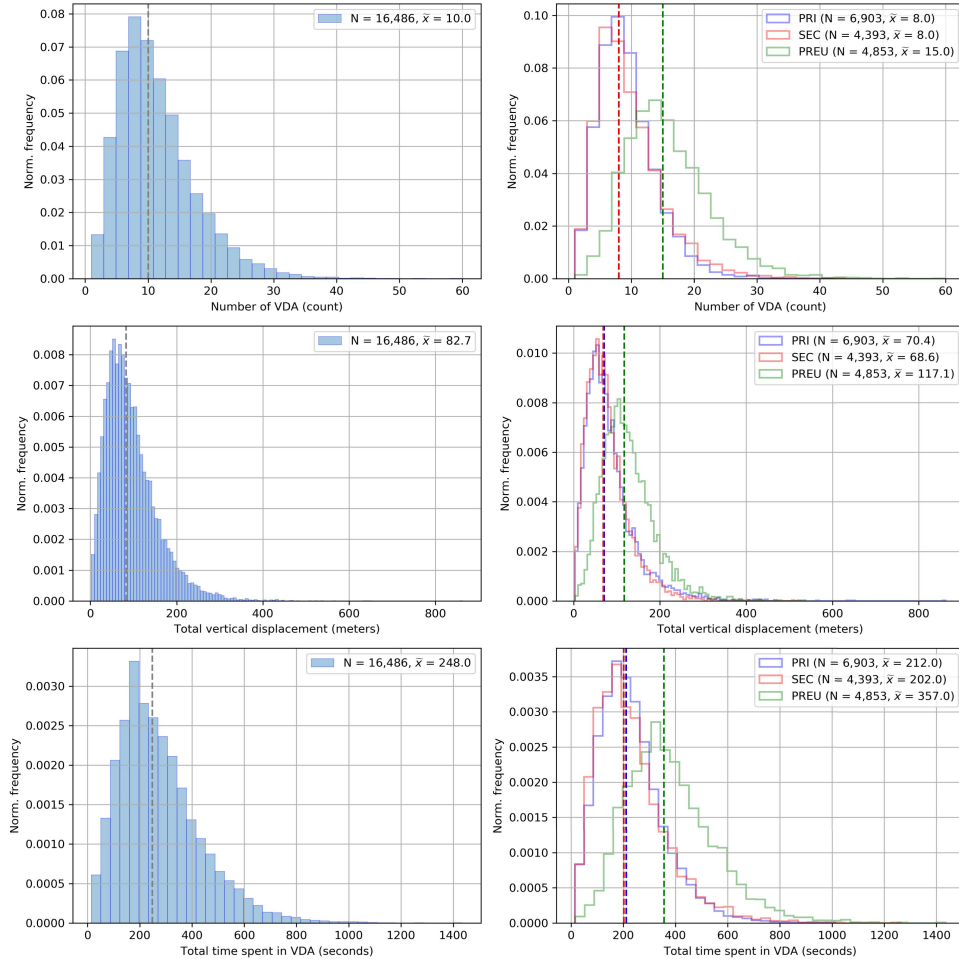 N = 16,486, x̃ = 10.0
0.08
0.07
0.06
0.05
0.04
0.03
0.02
0.01
0.00
Norm. frequency
0 10 20 30 40 50 60
Number of VDA (count)
PRI (N = 6,903, x̃ = 8.0)
SEC (N = 4,393, x̃ = 8.0)
PREU (N = 4,853, x̃ = 15.0)
0.10
0.08
0.06
0.04
0.02
0.00
Norm. frequency
0 10 20 30 40 50 60
Number of VDA (count)
N = 16,486, x̃ = 82.7
0.008
0.007
0.006
0.005
0.004
0.003
0.002
0.001
0.000
Norm. frequency
0 200 400 600 800
Total vertical displacement (meters)
PRI (N = 6,903, x̃ = 70.4)
SEC (N = 4,393, x̃ = 68.6)
PREU (N = 4,853, x̃ = 117.1)
0.010
0.008
0.006
0.004
0.002
0.000
Norm. frequency
0 200 400 600 800
Total vertical displacement (meters)
N = 16,486, x̃ = 248.0
0.0030
0.0025
0.0020
0.0015
0.0010
0.0005
0.0000
Norm. frequency
0 200 400 600 800 1000 1200 1400
Total time spent in VDA (seconds)
PRI (N = 6,903, x̃ = 212.0)
SEC (N = 4,393, x̃ = 202.0)
PREU (N = 4,853, x̃ = 357.0)
0.0035
0.0030
0.0025
0.0020
0.0015
0.0010
0.0005
0.0000
Norm. frequency
0 200 400 600 800 1000 1200 1400
Total time spent in VDA (seconds)